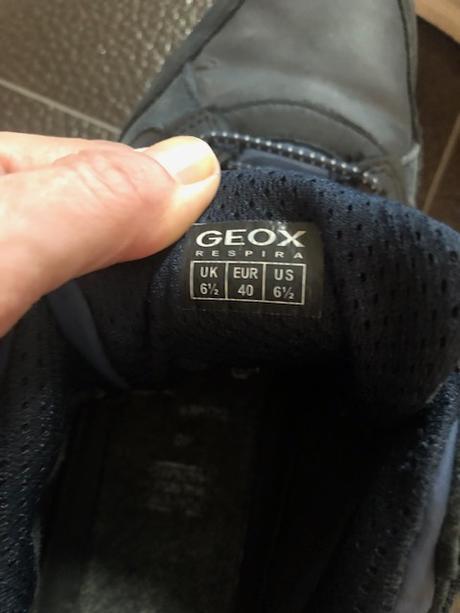 GEOX
RESPIRA
UK EUR US
6½ 40 6½